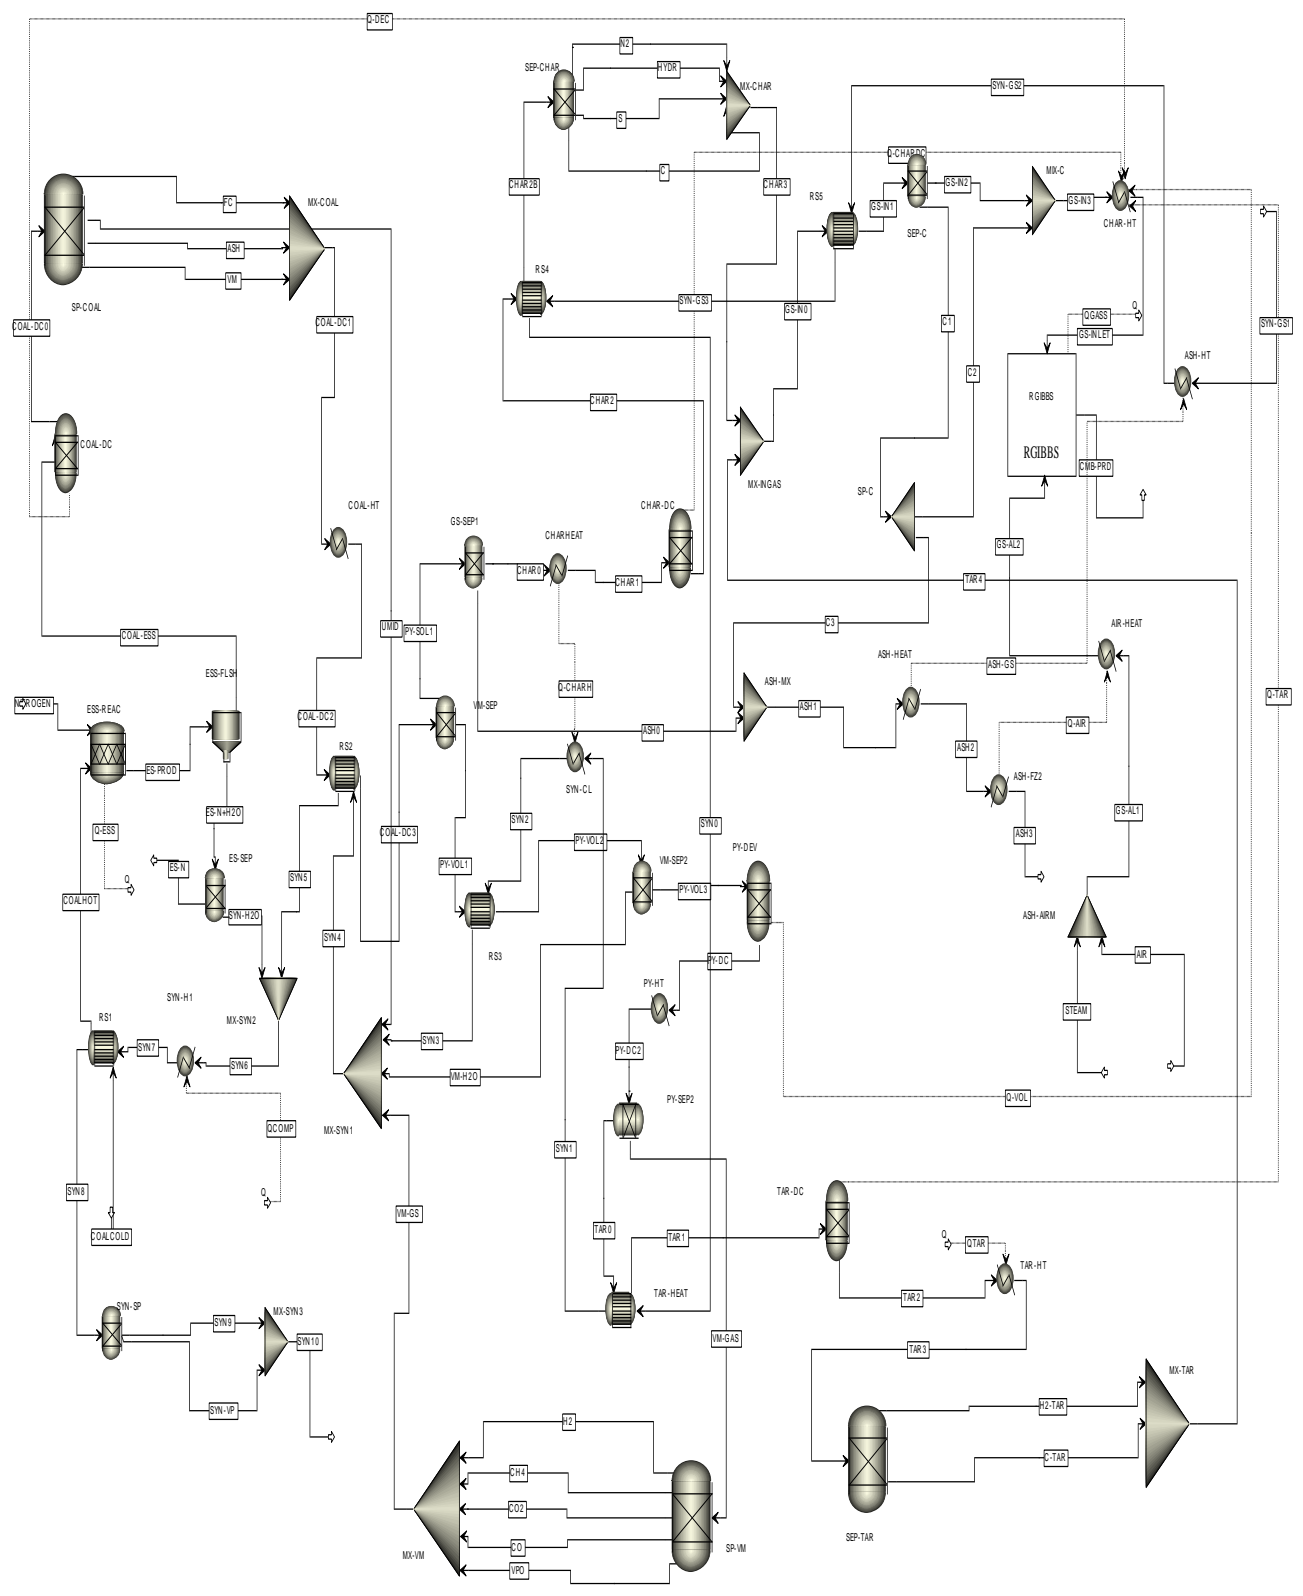 Q-DEC
N2
SEP-CHAR
HYDR
MX-CHAR
S
SYN-GS2
C
Q-CHARDC
CHAR2B
CHAR3
FC
MX-COAL
RS5
GS-IN1
SEP-C
GS-IN2
MIX-C
GS-IN3
CHAR-HT
ASH
VM
SP-COAL
RS4
SYN-GS3
GS-IN0
COAL-DC0
COAL-DC1
C1
QGASS
Q
GS-INLET
SYN-GS1
ASH-HT
C2
RGIBBS
CHAR2
COAL-DC
RGIBBS
CMB-PRD
MX-INGAS
SP-C
COAL-HT
GS-SEP1
CHARHEAT
CHAR-DC
GS-AL2
CHAR0
CHAR1
TAR4
COAL-ESS
UMID
PY-SOL1
C3
AIR-HEAT
ESS-FLSH
ASH-HEAT
ASH-GS
Q-CHARH
ASH-MX
Q-TAR
ESS-REAC
VM-SEP
ASH1
COAL-DC2
ASH0
Q-AIR
RS2
ASH2
ES-PROD
SYN-CL
ASH-FZ2
ES-N+H2O
SYN2
SYN0
GS-AL1
Q-ESS
COAL-DC3
ASH3
PY-VOL2
PY-DEV
ES-SEP
PY-VOL1
VM-SEP2
ES-N
Q
SYN5
PY-VOL3
COALHOT
SYN-H2O
ASH-AIRM
SYN4
RS3
AIR
PY-DC
SYN-H1
PY-HT
MX-SYN2
STEAM
RS1
SYN7
SYN6
SYN3
PY-DC2
VM-H2O
Q-VOL
PY-SEP2
QCOMP
MX-SYN1
SYN1
Q
SYN8
TAR-DC
VM-GS
TAR0
TAR1
COALCOLD
Q
QTAR
TAR-HT
TAR-HEAT
TAR2
SYN-SP
SYN9
MX-SYN3
SYN10
VM-GAS
TAR3
MX-TAR
SYN-VP
H2
H2-TAR
C-TAR
CH4
CO2
CO
MX-VM
SP-VM
SEP-TAR
VPO